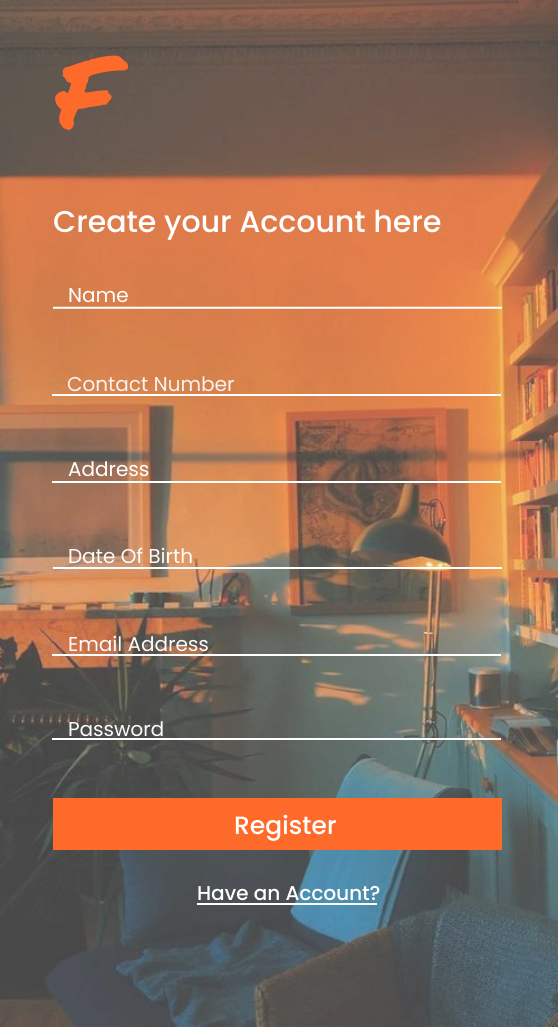 F
Create your Account here
Name
Contact Number
Address
Date Of Birth
Email Address
Password
Register
Have an Account?